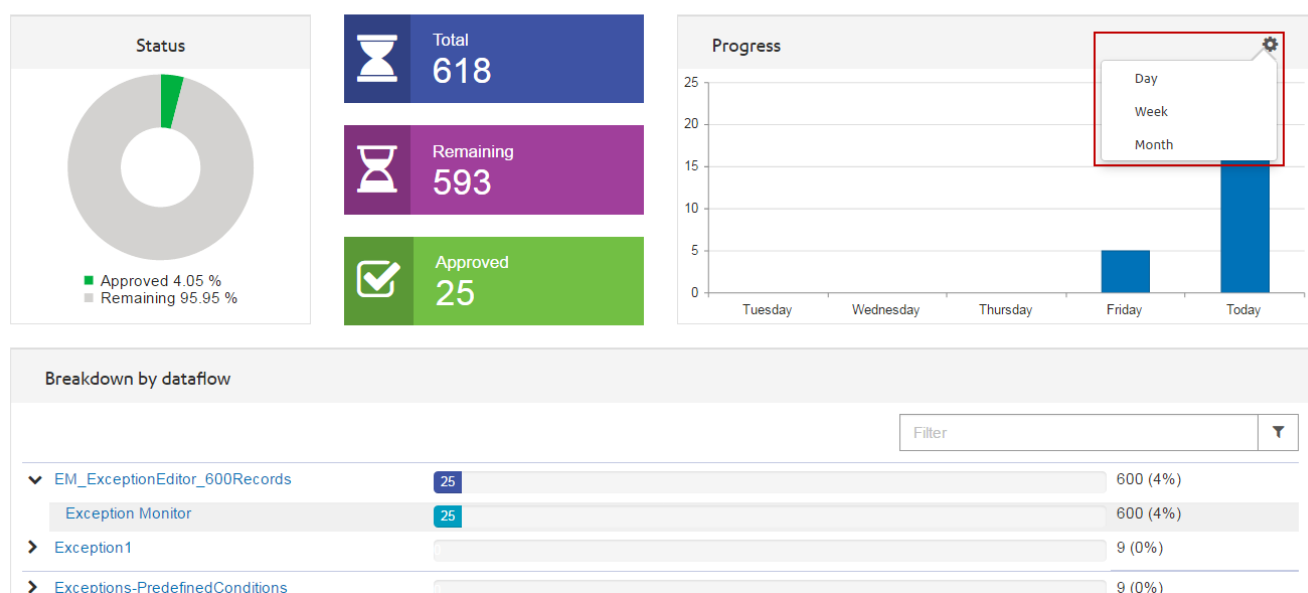 Status
Approved 4.05 %
Remaining 95.95 %
Total
618
Remaining
593
Approved
25
Progress
Day
Week
Month
25
20
15
10
5
0
Tuesday Wednesday Thursday Friday Today
Breakdown by dataflow
Filter
EM_ExceptionEditor_600Records 25 600 (4%)
Exception Monitor 25 600 (4%)
Exception1 9 (0%)
Exceptions-PredefinedConditions 9 (0%)